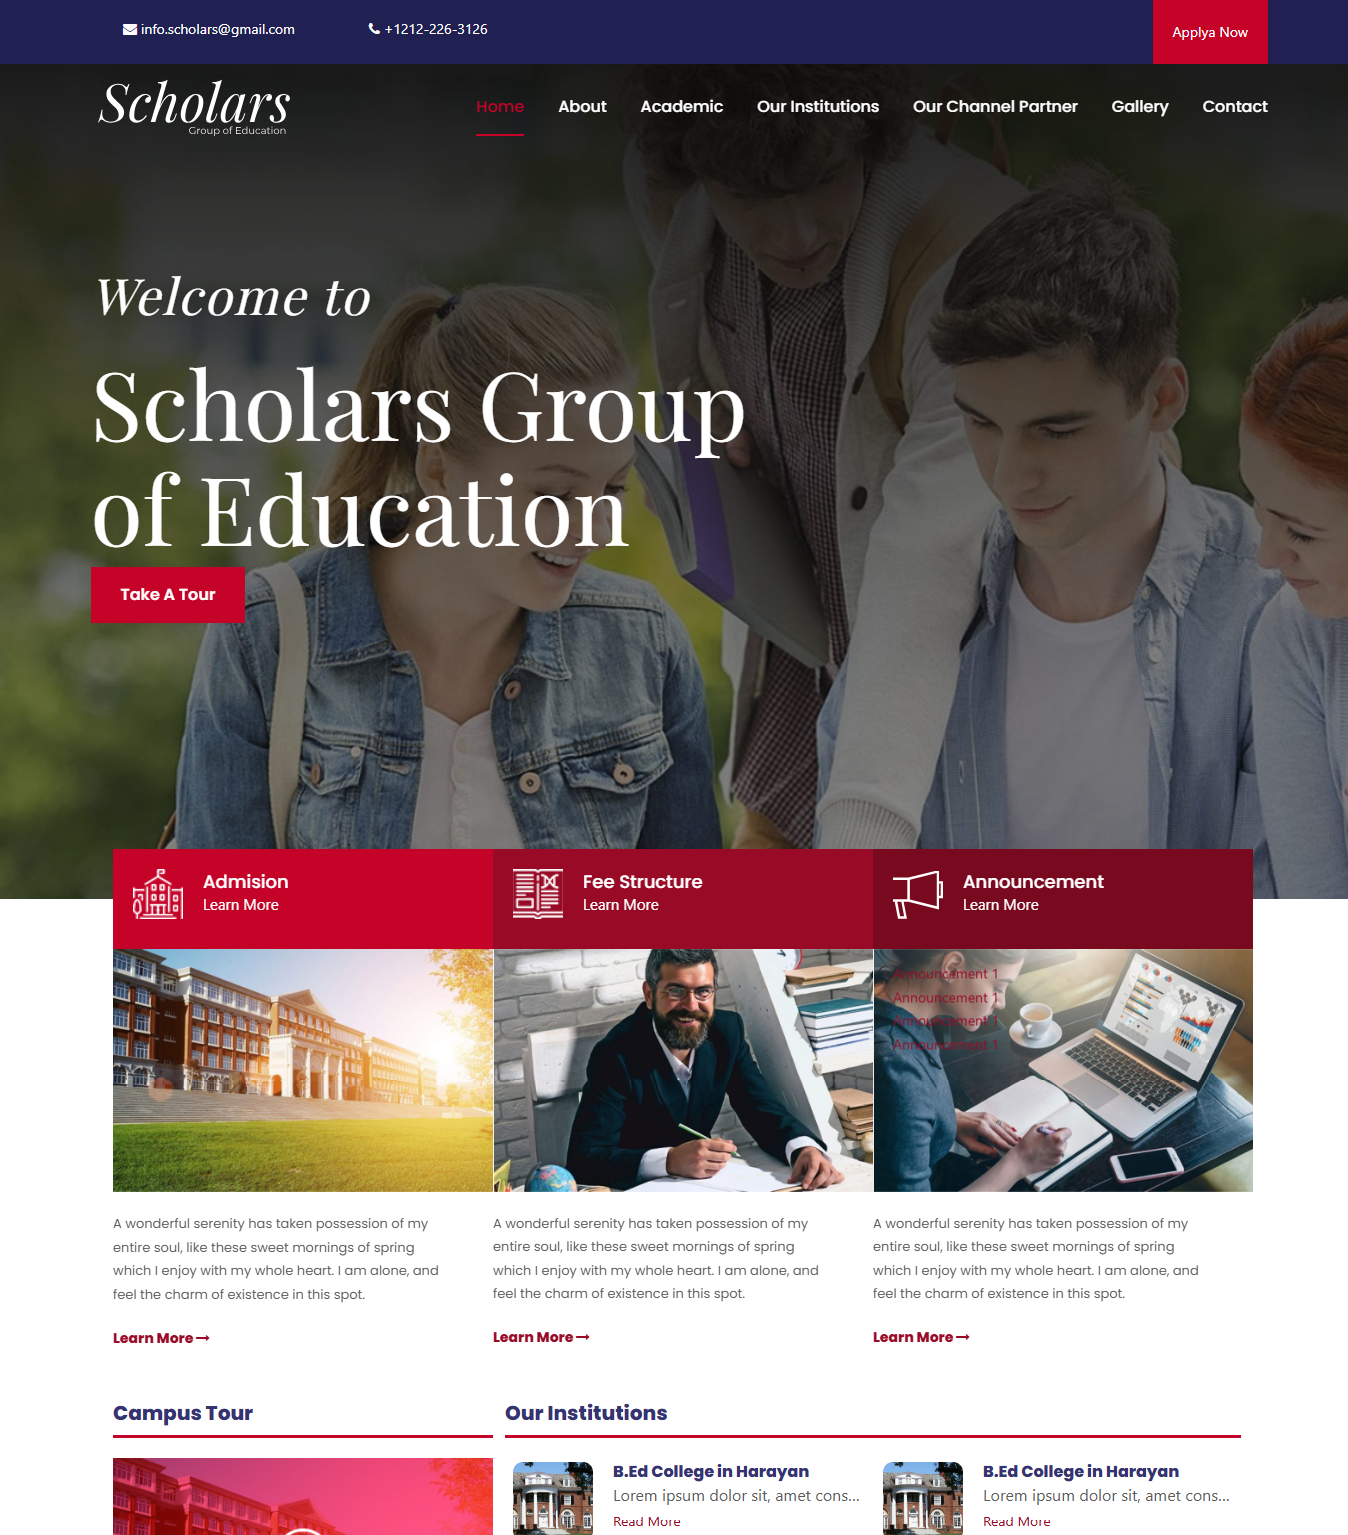 info.scholars@gmail.com
+1212-226-3126
Applya Now
Scholars
Group of Education
Home
About
Academic
Our Institutions
Our Channel Partner
Gallery
Contact
Welcome to
Scholars Group
of Education
Take A Tour
Admision
Learn More
Fee Structure
Learn More
Announcement
Learn More
Announcement 1
Announcement 1
Announcement 1
Announcement 1
A wonderful serenity has taken possession of my
entire soul, like these sweet mornings of spring
which I enjoy with my whole heart. I am alone, and
feel the charm of existence in this spot.
Learn More
A wonderful serenity has taken possession of my
entire soul, like these sweet mornings of spring
which I enjoy with my whole heart. I am alone, and
feel the charm of existence in this spot.
Learn More
A wonderful serenity has taken possession of my
entire soul, like these sweet mornings of spring
which I enjoy with my whole heart. I am alone, and
feel the charm of existence in this spot.
Learn More
Campus Tour
Our Institutions
B.Ed College in Harayan
Lorem ipsum dolor sit, amet cons...
Read More
B.Ed College in Harayan
Lorem ipsum dolor sit, amet cons...
Read More